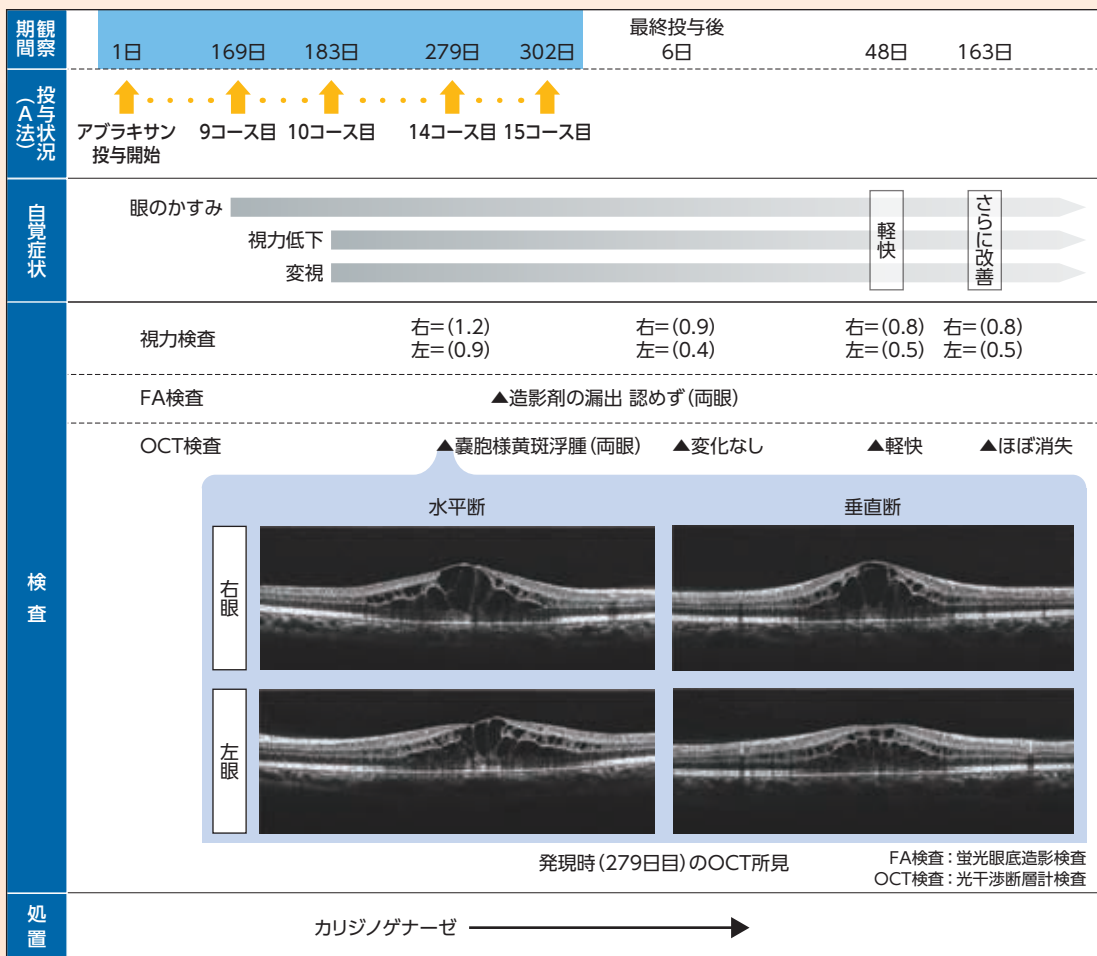 観察期間
1日 169日 183日 279日 302日 最終投与後 6日 48日 163日
投与状況(A法)
アブラキサン
投与開始
9コース目 10コース目 14コース目 15コース目
自覚症状
眼のかすみ
視力低下
変視
軽快
さらに改善
検査
視力検査
右=(1.2) 右=(0.9) 右=(0.8) 右=(0.8)
左=(0.9) 左=(0.4) 左=(0.5) 左=(0.5)
FA検査 ▲造影剤の漏出 認めず(両眼)
OCT検査 ▲嚢胞様黄斑浮腫(両眼) ▲変化なし ▲軽快 ▲ほぼ消失
水平断 垂直断
右眼
左眼
発現時(279日目)のOCT所見
FA検査:蛍光眼底造影検査
OCT検査:光干渉断層計検査
処置
カリジノゲナーゼ